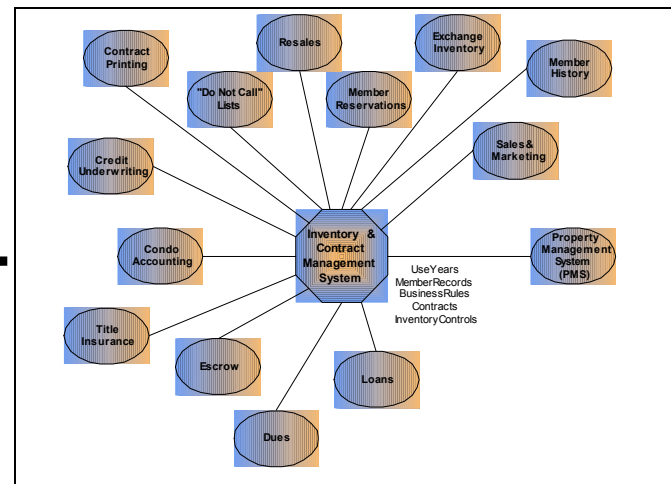 Contract
Printing
Resales
Exchange
Inventory
Member
History
"Do Not Call"
Lists
Member
Reservations
Sales &
Marketing
Credit
Underwriting
Inventory &
Contract
Management
System
Condo
Accounting
Property
Management
System
(PMS)
UseYears
MemberRecords
BusinessRules
Contracts
InventoryControls
Title
Insurance
Escrow
Loans
Dues